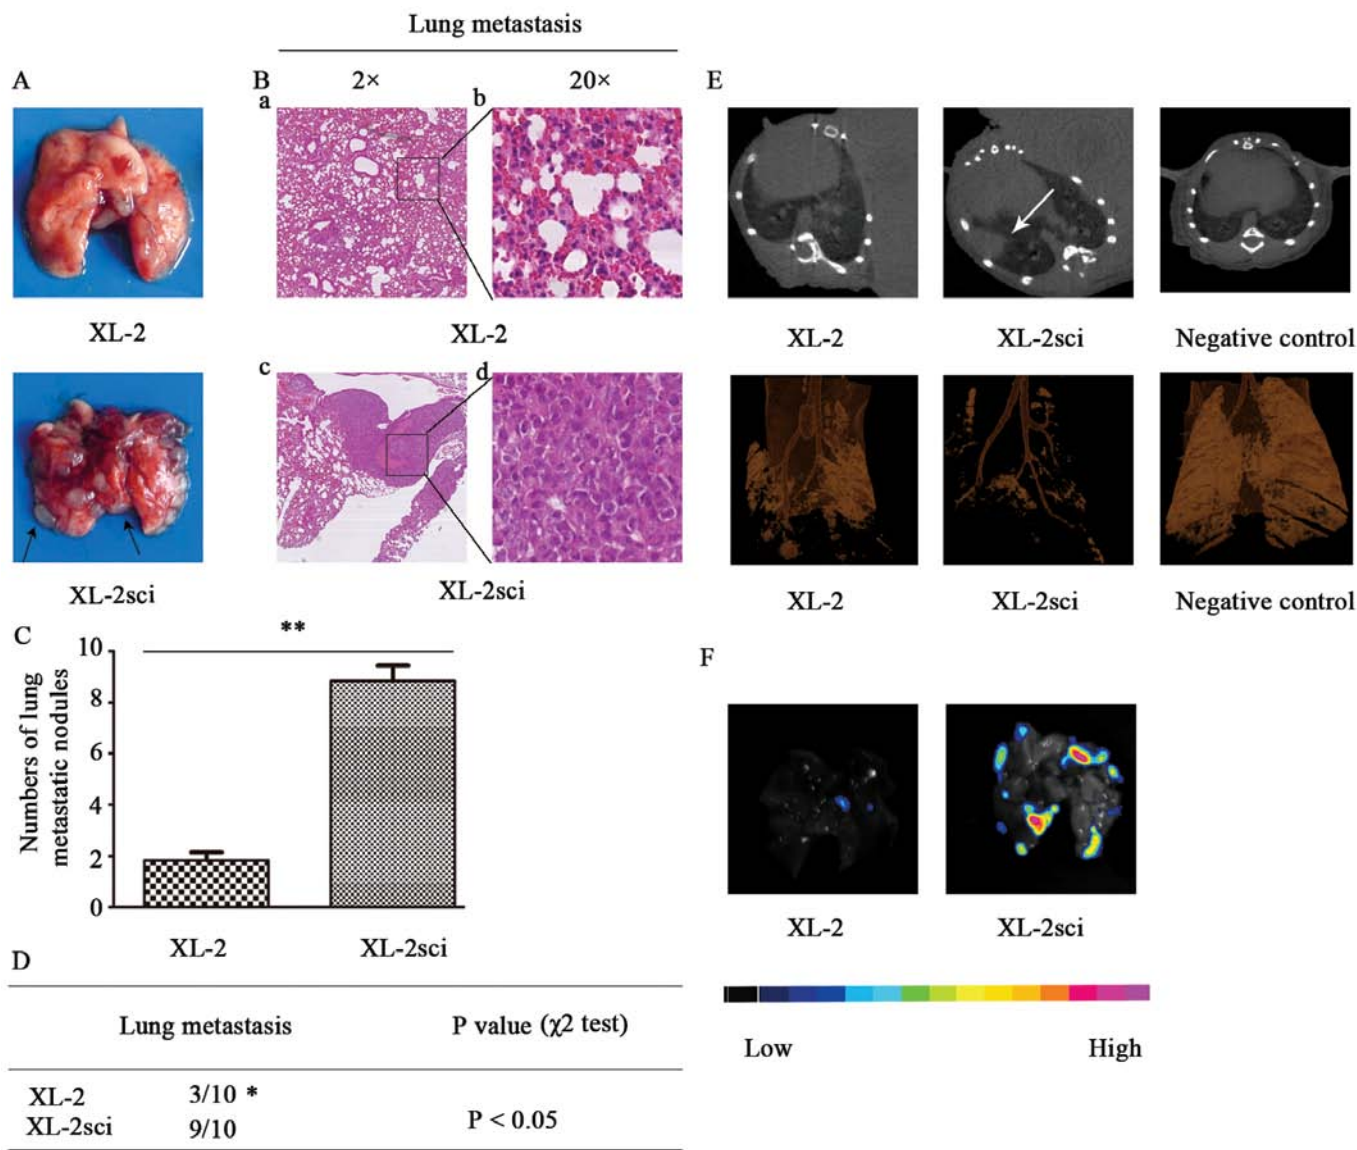 Lung metastasis
A
B
2×
20×
a
b
XL-2
XL-2
c
d
XL-2sci
XL-2sci
C
**
Numbers of lung
metastatic nodules
10
8
6
4
2
0
XL-2
XL-2sci
D
Lung metastasis
P value (χ2 test)
XL-2
3/10 *
XL-2sci
9/10
P < 0.05
E
XL-2
XL-2sci
Negative control
XL-2
XL-2sci
Negative control
F
XL-2
XL-2sci
Low
High